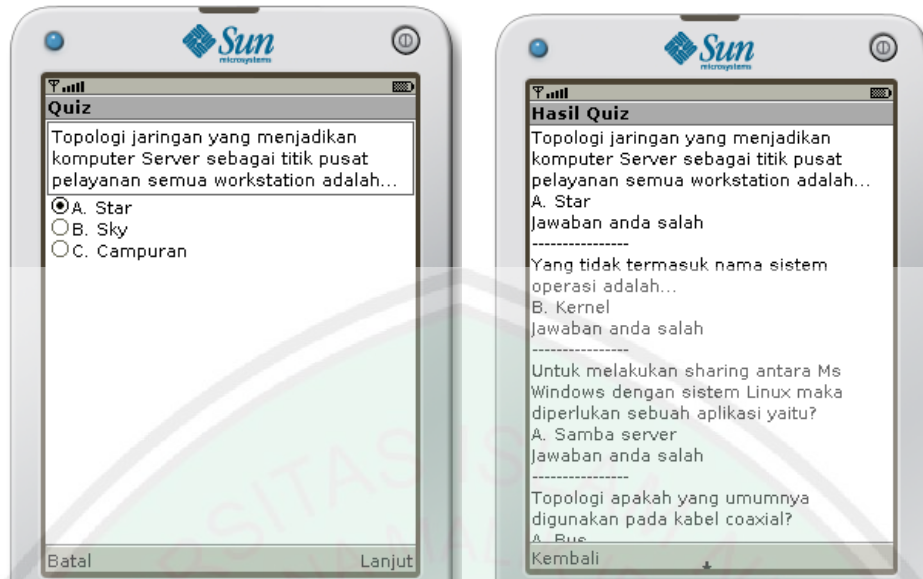 Sun
microsystems
Quiz
Topologi jaringan yang menjadikan
komputer Server sebagai titik pusat
pelayanan semua workstation adalah...
A. Star
B. Sky
C. Campuran
Batal
Lanjut
Sun
microsystems
Hasil Quiz
Topologi jaringan yang menjadikan
komputer Server sebagai titik pusat
pelayanan semua workstation adalah...
A. Star
Jawaban anda salah
----------------
Yang tidak termasuk nama sistem
operasi adalah...
B. Kernel
Jawaban anda salah
----------------
Untuk melakukan sharing antara Ms
Windows dengan sistem Linux maka
diperlukan sebuah aplikasi yaitu?
A. Samba server
Jawaban anda salah
----------------
Topologi apakah yang umumnya
digunakan pada kabel coaxial?
A. Bus
Kembali